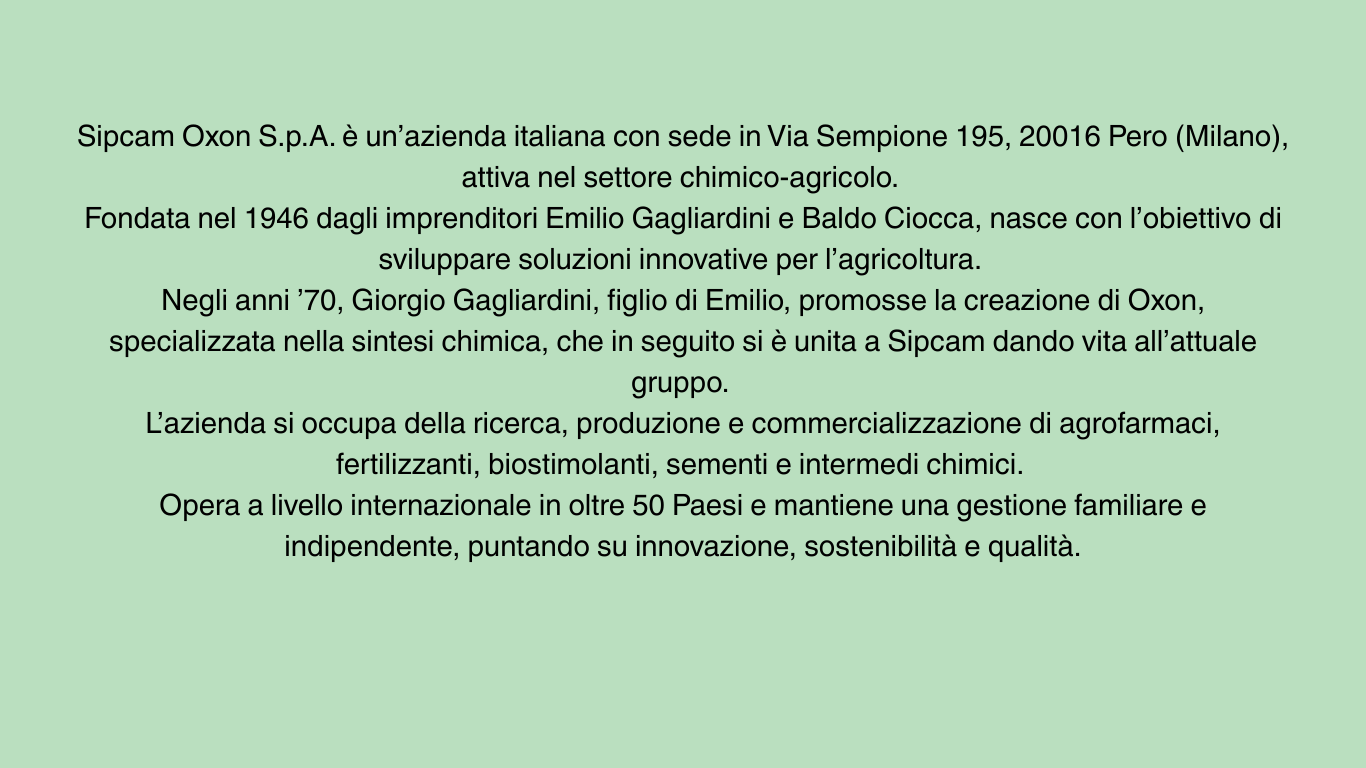 Sipcam Oxon S.p.A. è un’azienda italiana con sede in Via Sempione 195, 20016 Pero (Milano),
attiva nel settore chimico-agricolo.
Fondata nel 1946 dagli imprenditori Emilio Gagliardini e Baldo Ciocca, nasce con l’obiettivo di
sviluppare soluzioni innovative per l’agricoltura.
Negli anni ’70, Giorgio Gagliardini, figlio di Emilio, promosse la creazione di Oxon,
specializzata nella sintesi chimica, che in seguito si è unita a Sipcam dando vita all’attuale
gruppo.
L’azienda si occupa della ricerca, produzione e commercializzazione di agrofarmaci,
fertilizzanti, biostimolanti, sementi e intermedi chimici.
Opera a livello internazionale in oltre 50 Paesi e mantiene una gestione familiare e
indipendente, puntando su innovazione, sostenibilità e qualità.